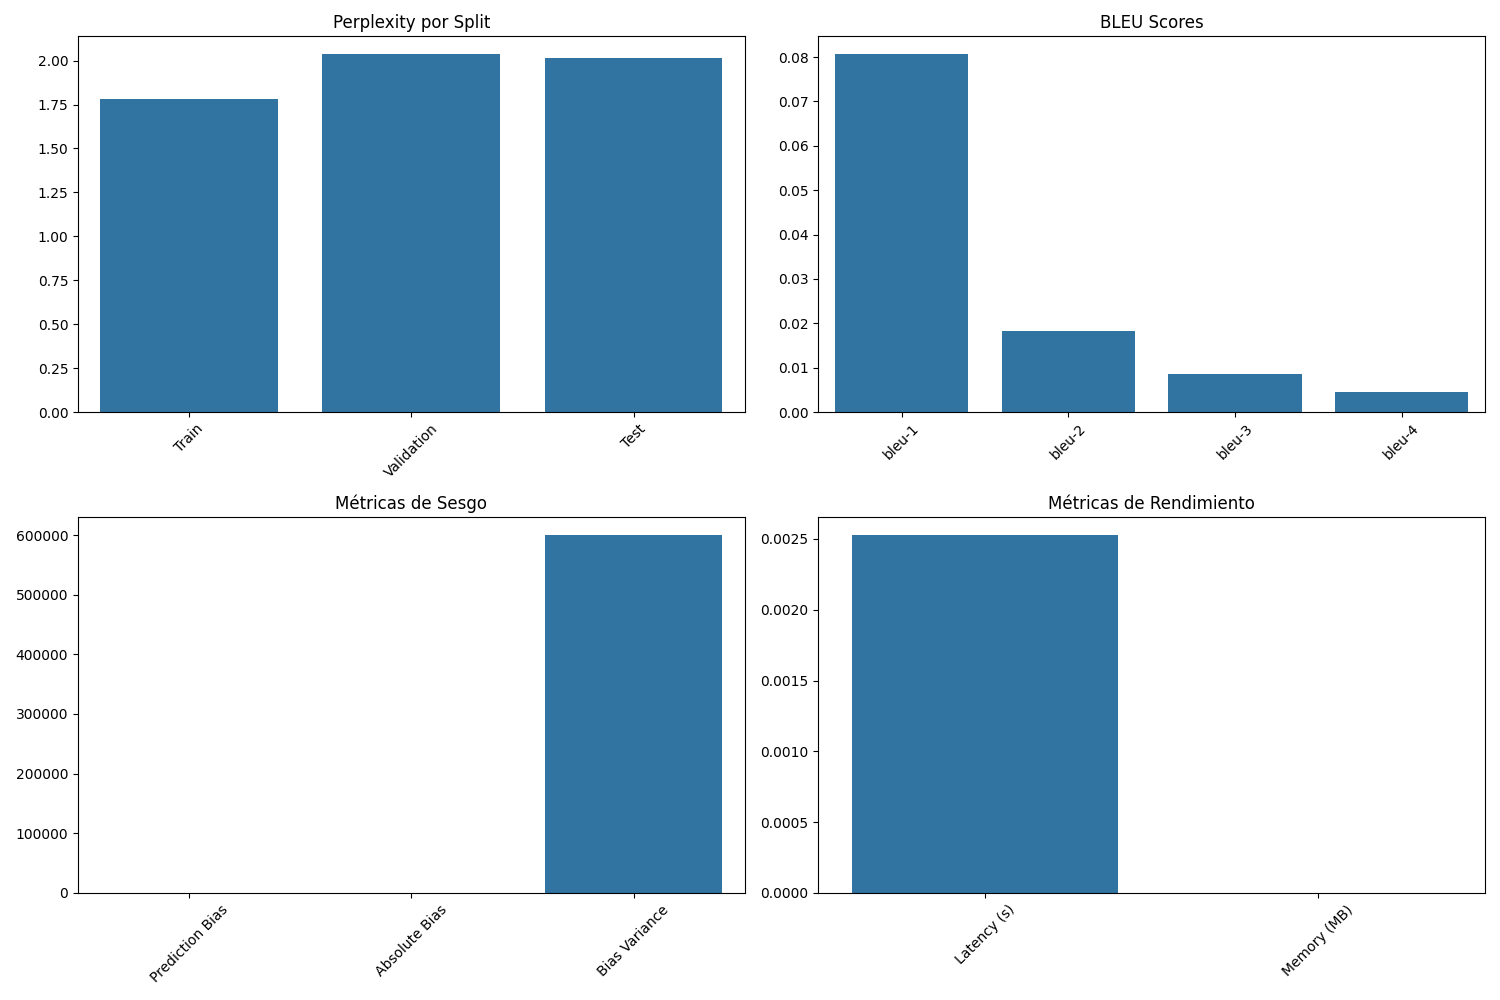 Perplexity por Split
2.00
1.75
1.50
1.25
1.00
0.75
0.50
0.25
0.00
Train
Validation
Test
BLEU Scores
0.08
0.07
0.06
0.05
0.04
0.03
0.02
0.01
0.00
bleu-1
bleu-2
bleu-3
bleu-4
Métricas de Sesgo
600000
500000
400000
300000
200000
100000
0
Prediction Bias
Absolute Bias
Bias Variance
Métricas de Rendimiento
0.0025
0.0020
0.0015
0.0010
0.0005
0.0000
Latency (s)
Memory (MB)